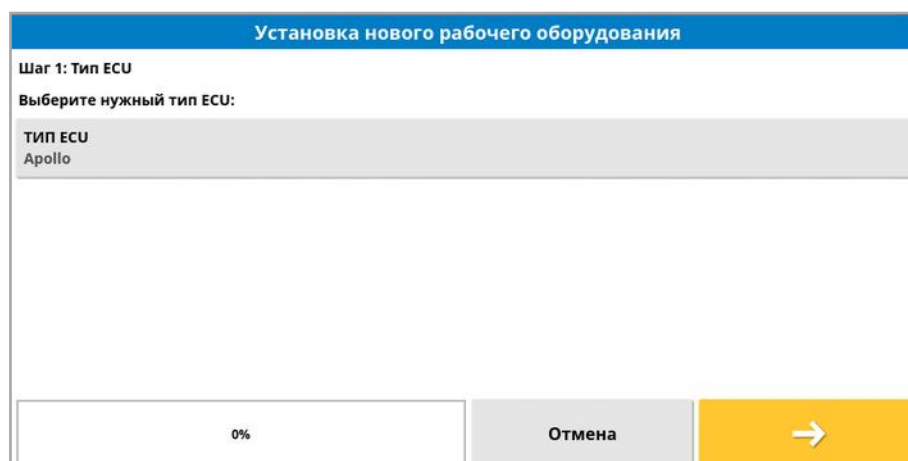 Установка нового рабочего оборудования
Шаг 1: Тип ECU
Выберите нужный тип ECU:
ТИП ECU
Apollo
0%
Отмена